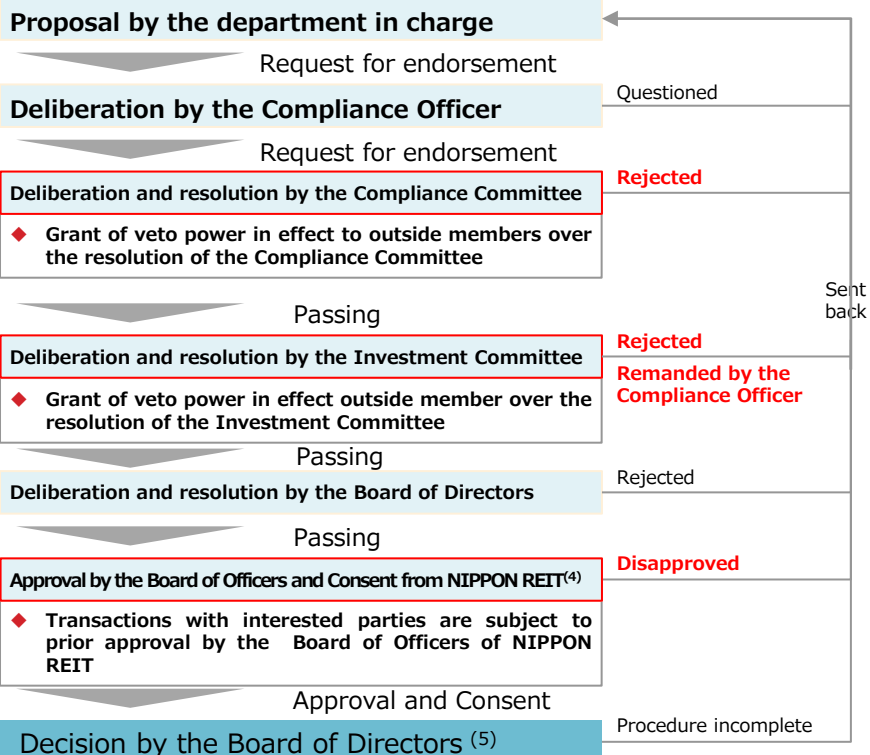 Proposal by the department in charge
Request for endorsement
Deliberation by the Compliance Officer
Questioned
Request for endorsement
Deliberation and resolution by the Compliance Committee
Rejected
◆ Grant of veto power in effect to outside members over
the resolution of the Compliance Committee
Sent
back
Passing
Deliberation and resolution by the Investment Committee
Rejected
Remanded by the
Compliance Officer
◆ Grant of veto power in effect outside member over the
resolution of the Investment Committee
Passing
Deliberation and resolution by the Board of Directors
Rejected
Passing
Approval by the Board of Officers and Consent from NIPPON REIT(4)
Disapproved
◆ Transactions with interested parties are subject to
prior approval by the Board of Officers of NIPPON
REIT
Approval and Consent
Decision by the Board of Directors (5)
Procedure incomplete